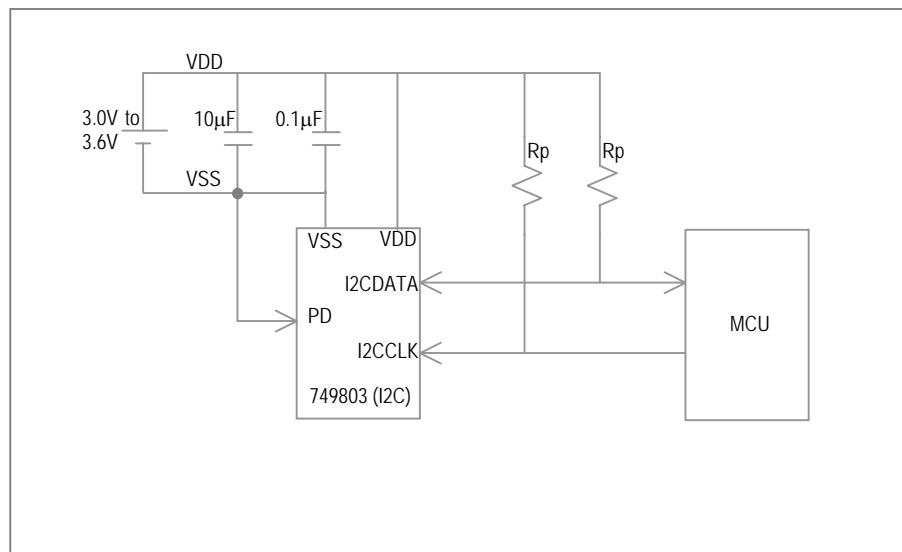 VDD
3.0V to
3.6V
10μF
0.1μF
VSS
Rp
Rp
VSS
VDD
I2CDATA
PD
I2CCLK
749803 (I2C)
MCU